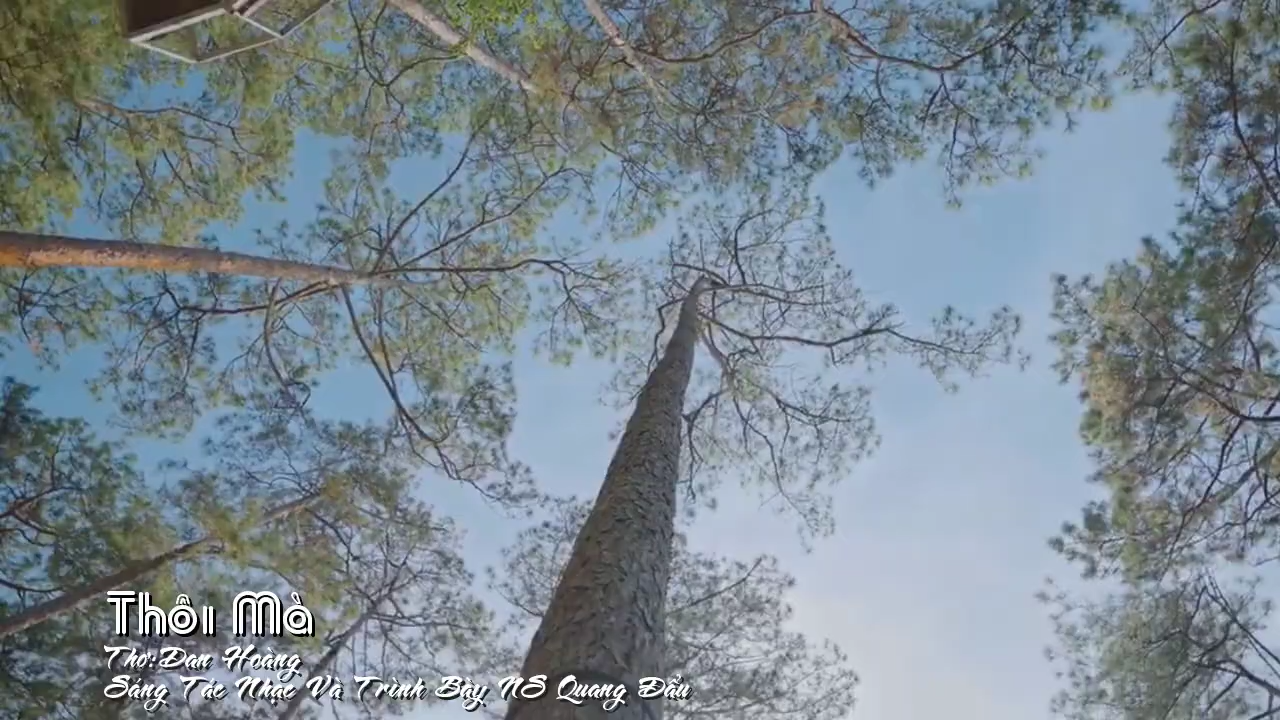 Thôi Mà
Thơ:Đan Hoàng
Sáng Tác Nhạc Và Trình Bày NS Quang Đẩu